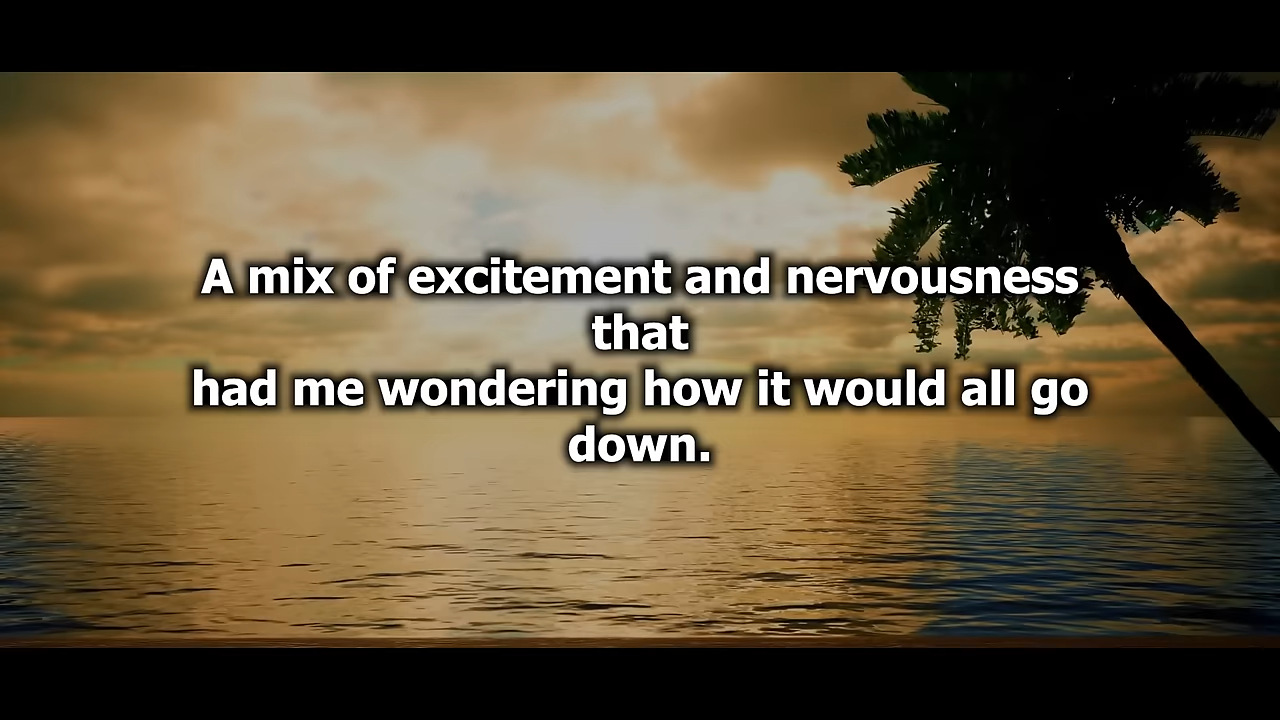 A mix of excitement and nervousness
that
had me wondering how it would all go
down.